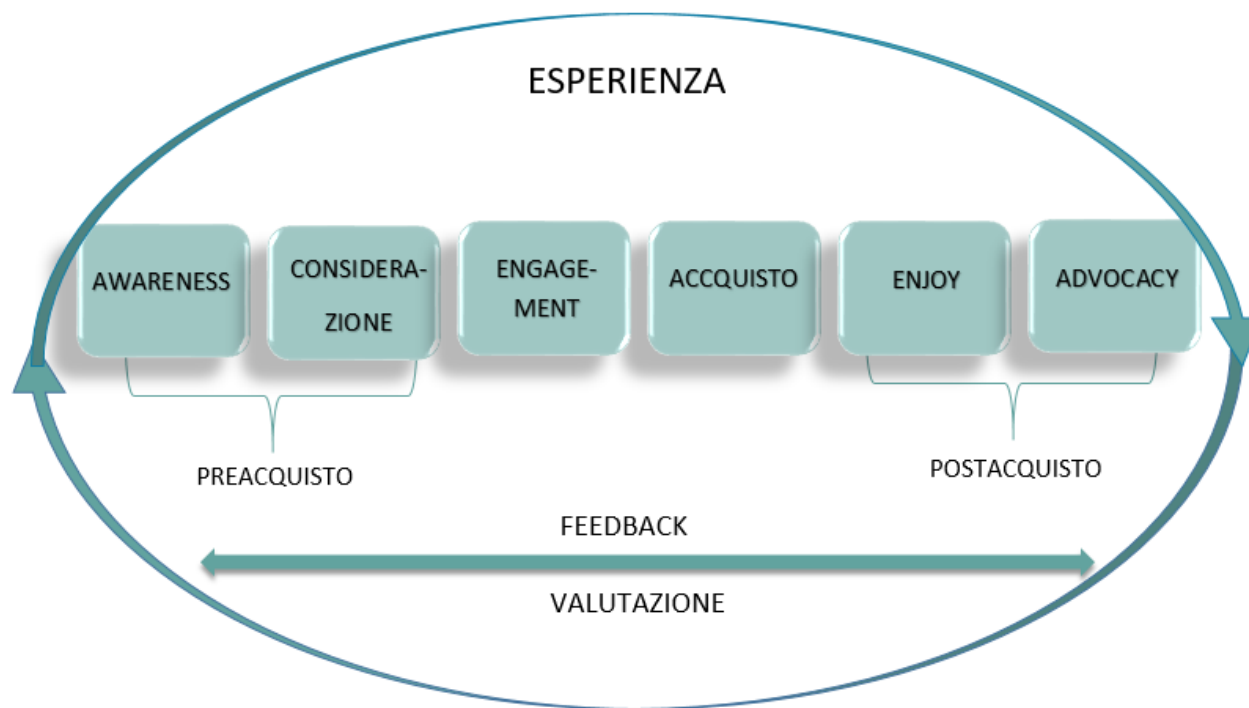 ESPERIENZA
AWARENESS
CONSIDERA-
ZIONE
ENGAGE-
MENT
ACCQUISTO
ENJOY
ADVOCACY
PREACQUISTO
POSTACQUISTO
FEEDBACK
VALUTAZIONE